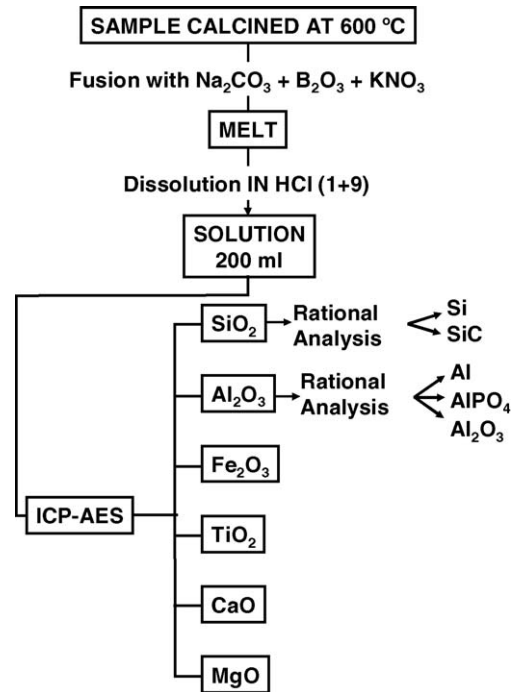 SAMPLE CALCINED AT 600 ºC
Fusion with Na₂CO₃ + B₂O₃ + KNO₃
MELT
Dissolution IN HCl (1+9)
SOLUTION
200 ml
SiO₂
Rational
Analysis
Si
SiC
Al₂O₃
Rational
Analysis
Al
AlPO₄
Al₂O₃
Fe₂O₃
ICP-AES
TiO₂
CaO
MgO